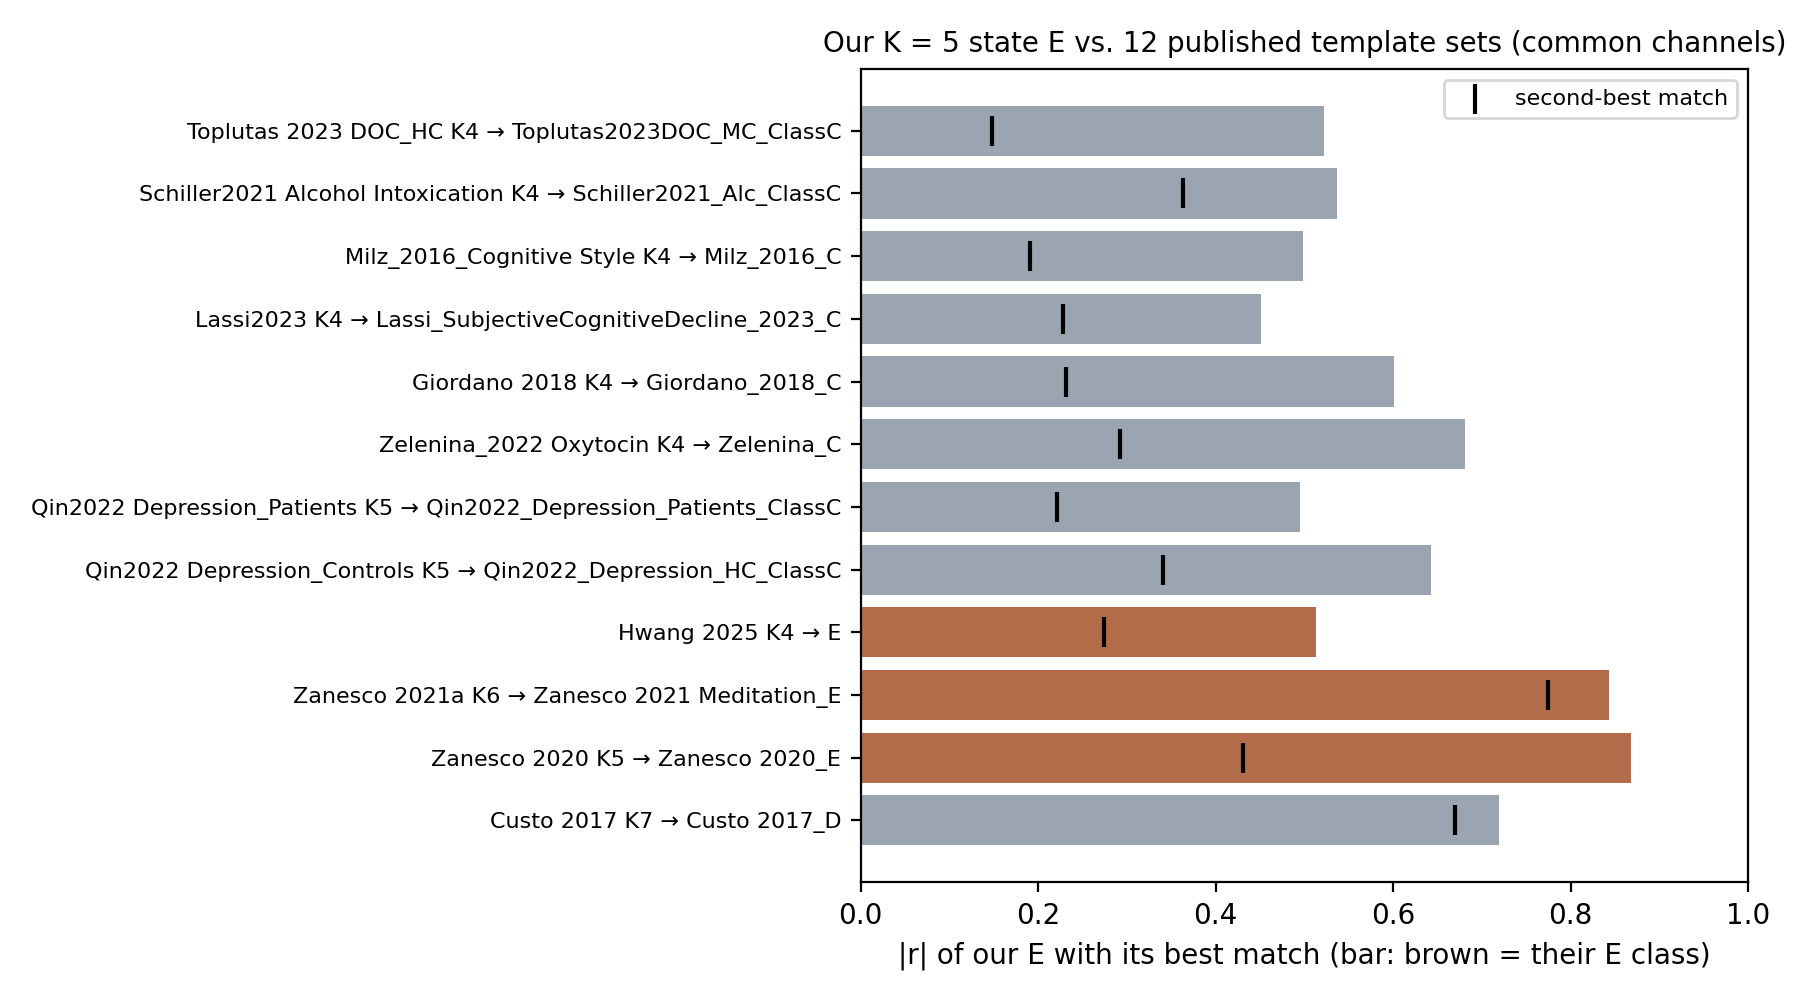 Our K = 5 state E vs. 12 published template sets (common channels)
second-best match
Toplutas 2023 DOC_HC K4 → Toplutas2023DOC_MC_ClassC
Schiller2021 Alcohol Intoxication K4 → Schiller2021_Alc_ClassC
Milz_2016_Cognitive Style K4 → Milz_2016_C
Lassi2023 K4 → Lassi_SubjectiveCognitiveDecline_2023_C
Giordano 2018 K4 → Giordano_2018_C
Zelenina_2022 Oxytocin K4 → Zelenina_C
Qin2022 Depression_Patients K5 → Qin2022_Depression_Patients_ClassC
Qin2022 Depression_Controls K5 → Qin2022_Depression_HC_ClassC
Hwang 2025 K4 → E
Zanesco 2021a K6 → Zanesco 2021 Meditation_E
Zanesco 2020 K5 → Zanesco 2020_E
Custo 2017 K7 → Custo 2017_D
0.0 0.2 0.4 0.6 0.8 1.0
|r| of our E with its best match (bar: brown = their E class)